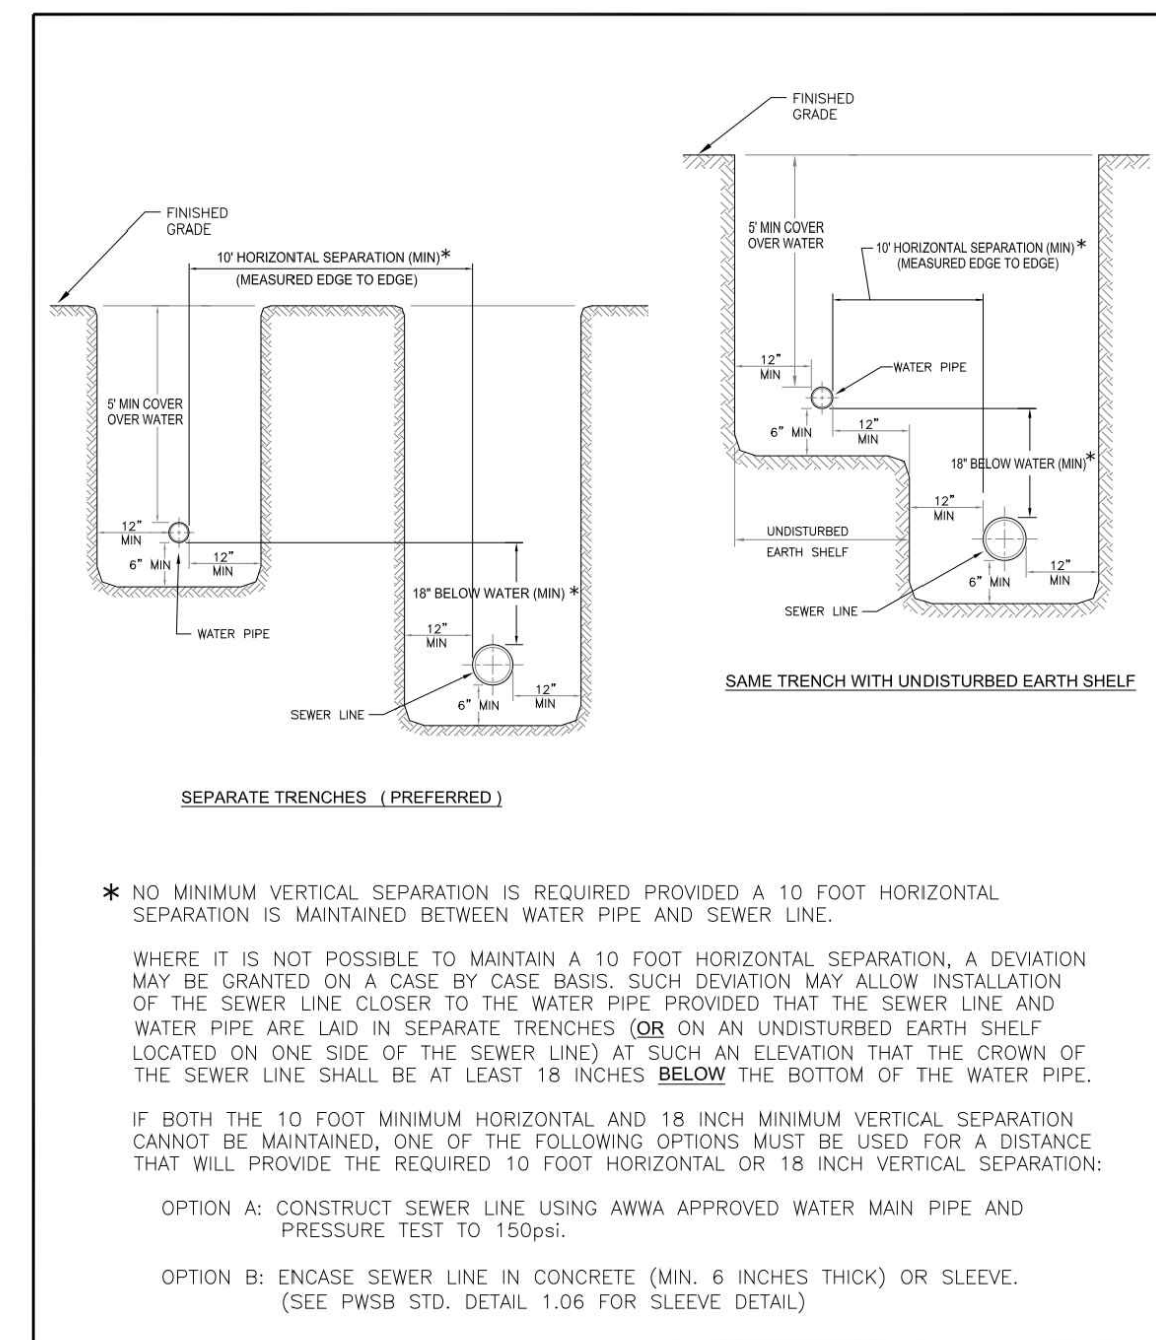 FINISHED
GRADE
10' HORIZONTAL SEPARATION (MIN)*
(MEASURED EDGE TO EDGE)
5' MIN COVER
OVER WATER
12"
MIN
6" MIN
12"
MIN
WATER PIPE
18" BELOW WATER (MIN) *
12"
MIN
12"
MIN
6" MIN
SEWER LINE
SEPARATE TRENCHES ( PREFERRED )
FINISHED
GRADE
5' MIN COVER
OVER WATER
10' HORIZONTAL SEPARATION (MIN)*
(MEASURED EDGE TO EDGE)
12"
MIN
WATER PIPE
6" MIN
12"
MIN
18" BELOW WATER (MIN)*
12"
MIN
UNDISTURBED
EARTH SHELF
12"
MIN
6" MIN
SEWER LINE
SAME TRENCH WITH UNDISTURBED EARTH SHELF
* NO MINIMUM VERTICAL SEPARATION IS REQUIRED PROVIDED A 10 FOOT HORIZONTAL
SEPARATION IS MAINTAINED BETWEEN WATER PIPE AND SEWER LINE.
WHERE IT IS NOT POSSIBLE TO MAINTAIN A 10 FOOT HORIZONTAL SEPARATION, A DEVIATION
MAY BE GRANTED ON A CASE BY CASE BASIS. SUCH DEVIATION MAY ALLOW INSTALLATION
OF THE SEWER LINE CLOSER TO THE WATER PIPE PROVIDED THAT THE SEWER LINE AND
WATER PIPE ARE LAID IN SEPARATE TRENCHES (OR ON AN UNDISTURBED EARTH SHELF
LOCATED ON ONE SIDE OF THE SEWER LINE) AT SUCH AN ELEVATION THAT THE CROWN OF
THE SEWER LINE SHALL BE AT LEAST 18 INCHES BELOW THE BOTTOM OF THE WATER PIPE.
IF BOTH THE 10 FOOT MINIMUM HORIZONTAL AND 18 INCH MINIMUM VERTICAL SEPARATION
CANNOT BE MAINTAINED, ONE OF THE FOLLOWING OPTIONS MUST BE USED FOR A DISTANCE
THAT WILL PROVIDE THE REQUIRED 10 FOOT HORIZONTAL OR 18 INCH VERTICAL SEPARATION:
OPTION A: CONSTRUCT SEWER LINE USING AWWA APPROVED WATER MAIN PIPE AND
PRESSURE TEST TO 150psi.
OPTION B: ENCASE SEWER LINE IN CONCRETE (MIN. 6 INCHES THICK) OR SLEEVE.
(SEE PWSB STD. DETAIL 1.06 FOR SLEEVE DETAIL)